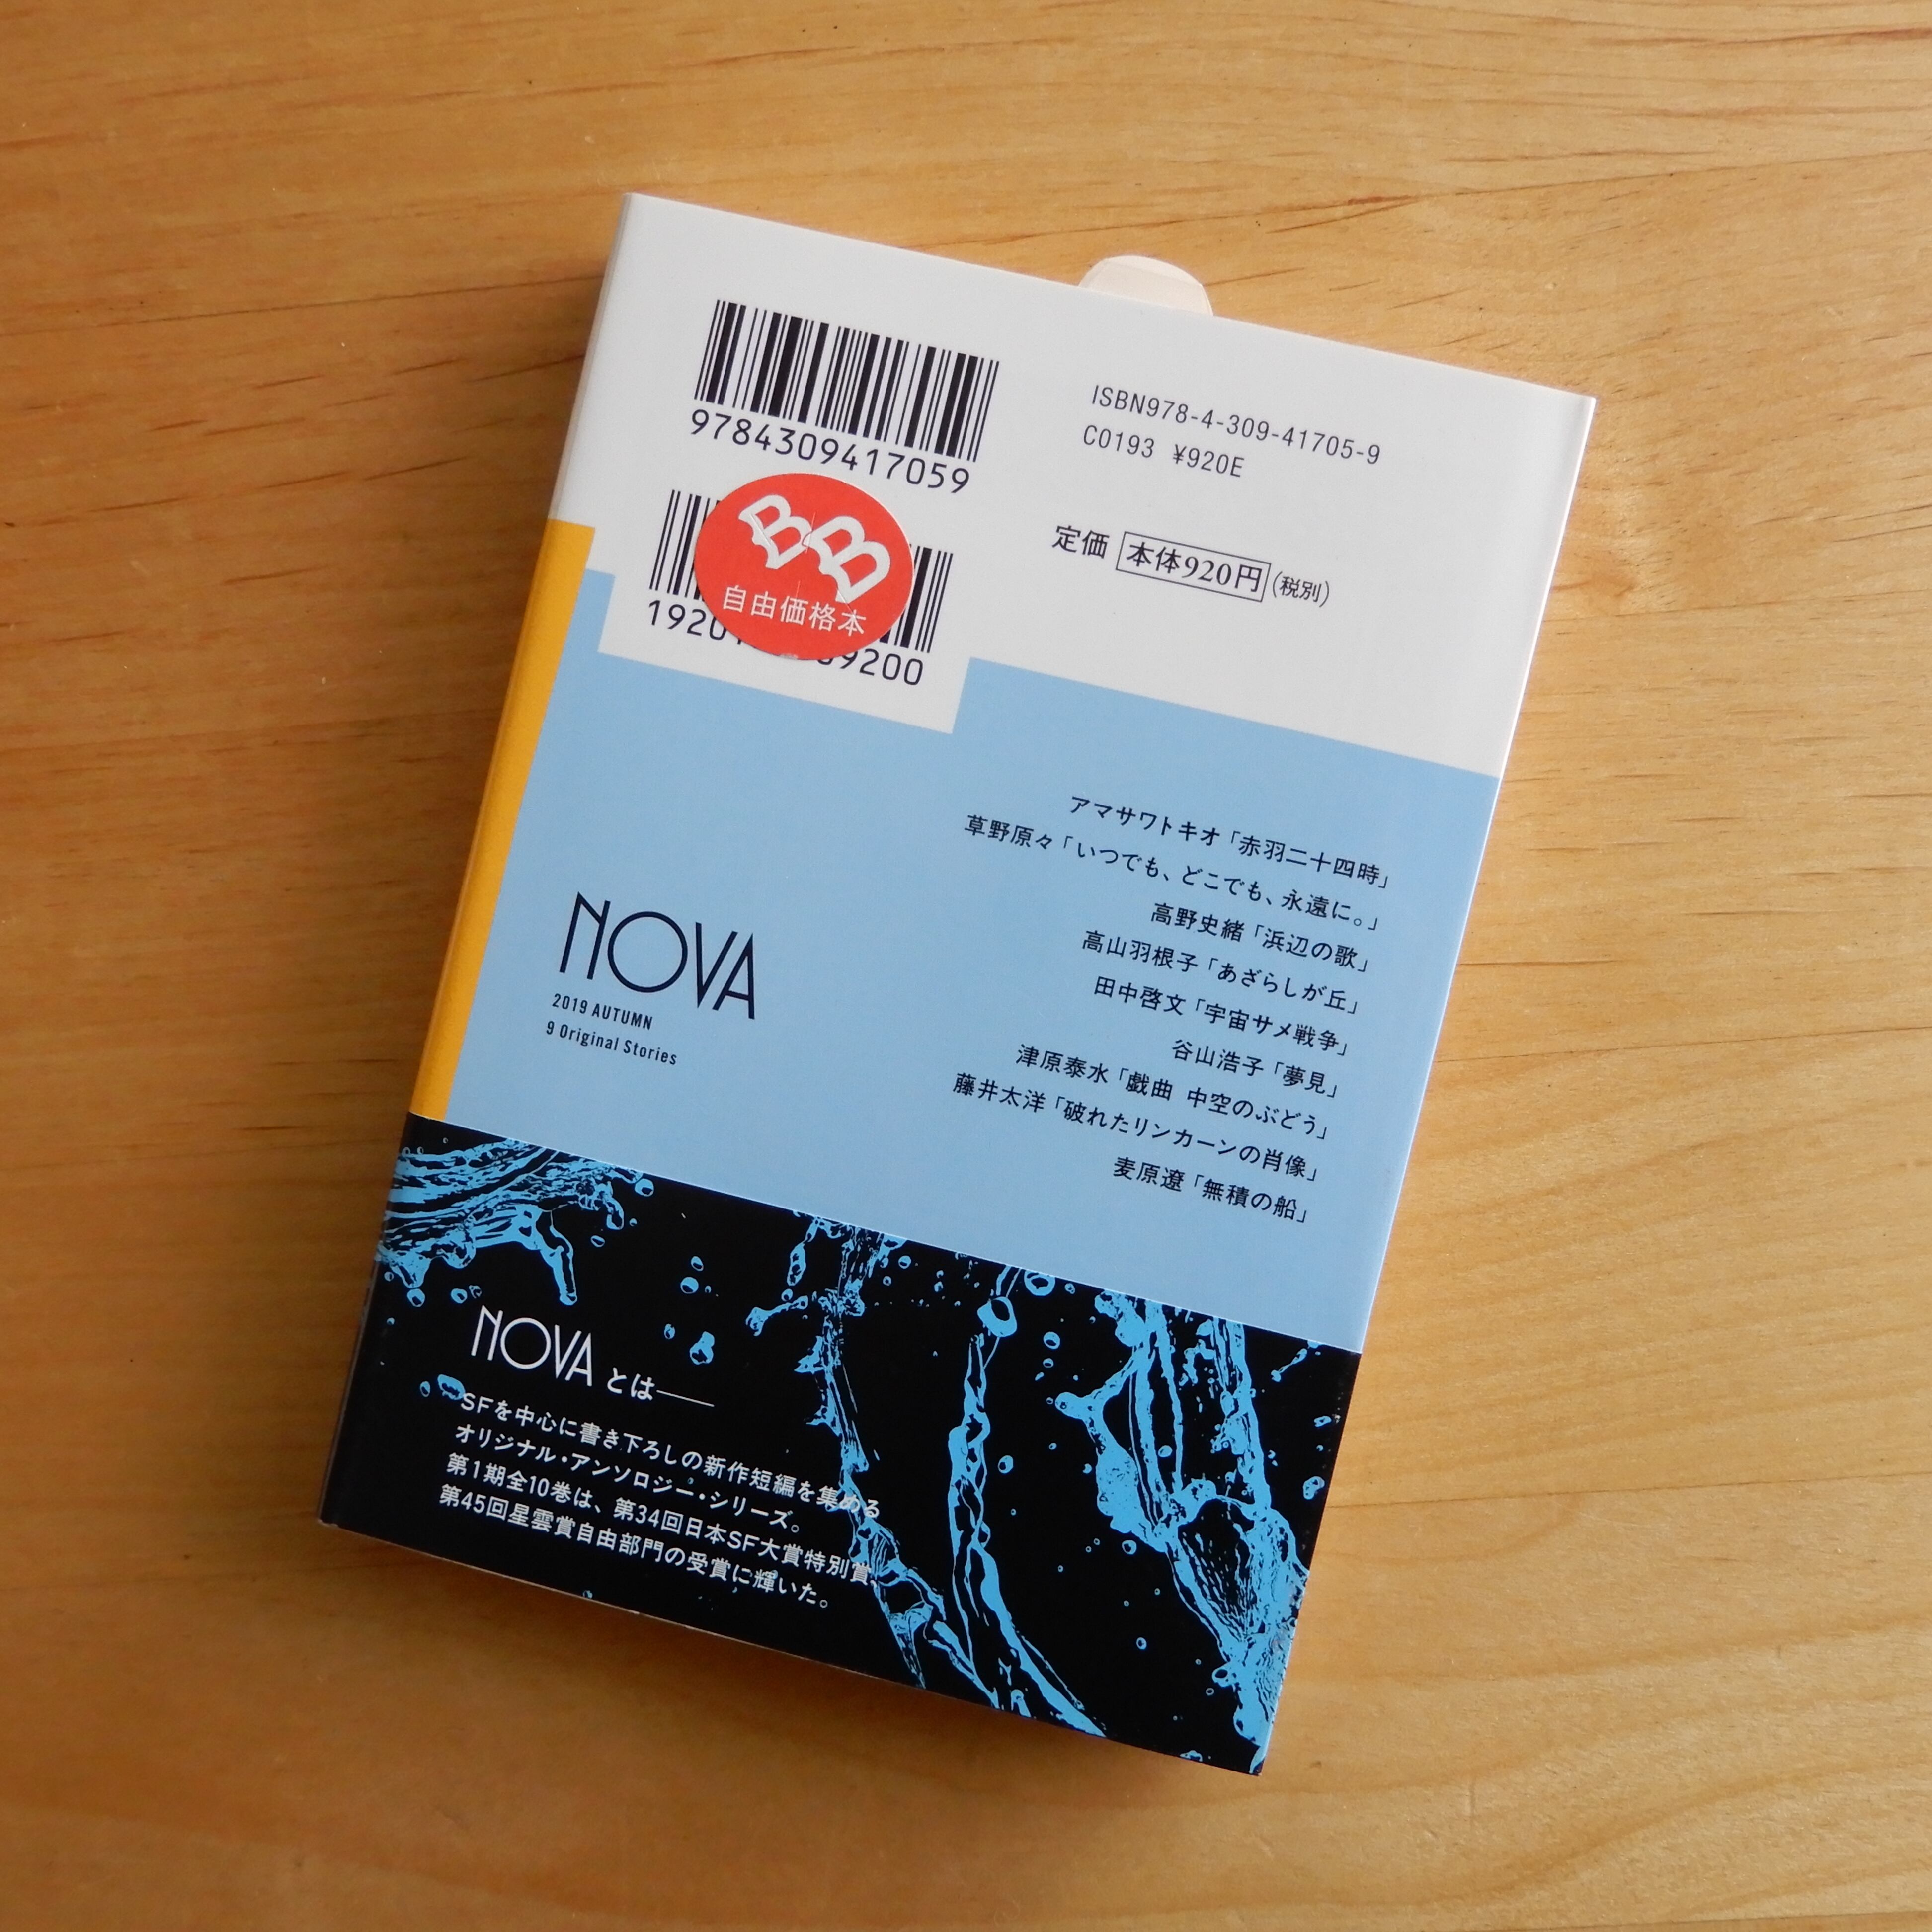 9784309417059
ISBN978-4-309-41705-9
C0193 ¥920E
BB
自由価格本
1920 9200
定価 本体920円(税別)
アマサワトキオ「赤羽二十四時」
草野原々「いつでも、どこでも、永遠に。」
高野史緒「浜辺の歌」
高山羽根子「あざらしが丘」
田中啓文「宇宙サメ戦争」
谷山浩子「夢見」
津原泰水「戯曲 中空のぶどう」
藤井太洋「破れたリンカーンの肖像」
麦原遼「無積の船」
NOVA
2019 AUTUMN
9 Original Stories
NOVAとは——
SFを中心に書き下ろしの新作短編を集める
オリジナル・アンソロジー・シリーズ。
第1期全10巻は、第34回日本SF大賞特別賞、
第45回星雲賞自由部門の受賞に輝いた。